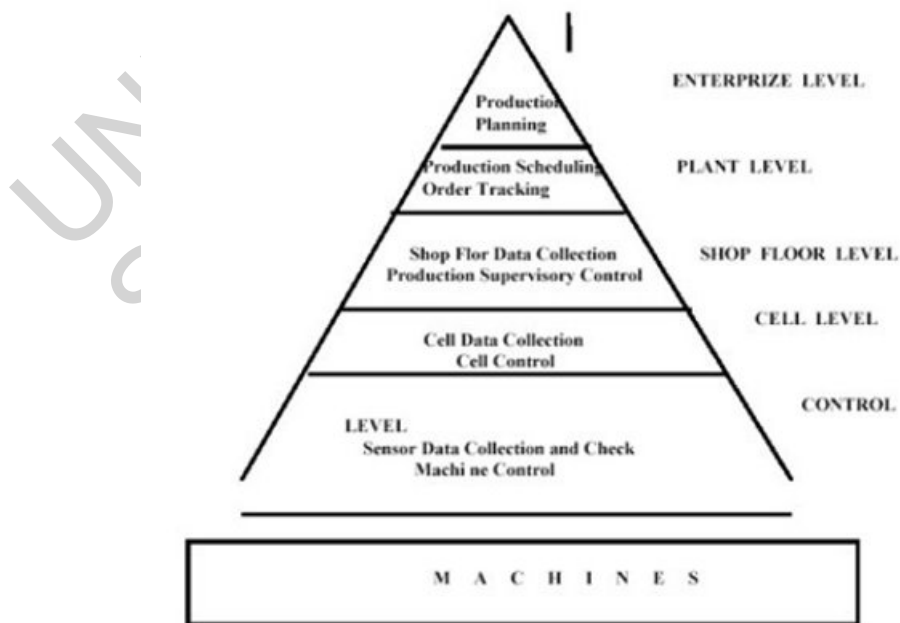 ENTERPRIZE LEVEL
Production
Planning
Production Scheduling
PLANT LEVEL
Order Tracking
Shop Flor Data Collection
SHOP FLOOR LEVEL
Production Supervisory Control
CELL LEVEL
Cell Data Collection
Cell Control
CONTROL
LEVEL
Sensor Data Collection and Check
Machi ne Control
M A C H I N E S